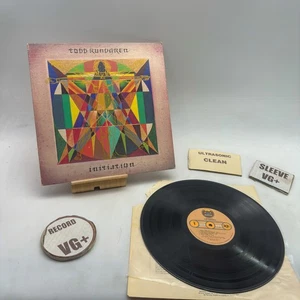 TODD RUNDGREN
INITIATION
ULTRASONIC
CLEAN
SLEEVE
VG+
RECORD
VG+